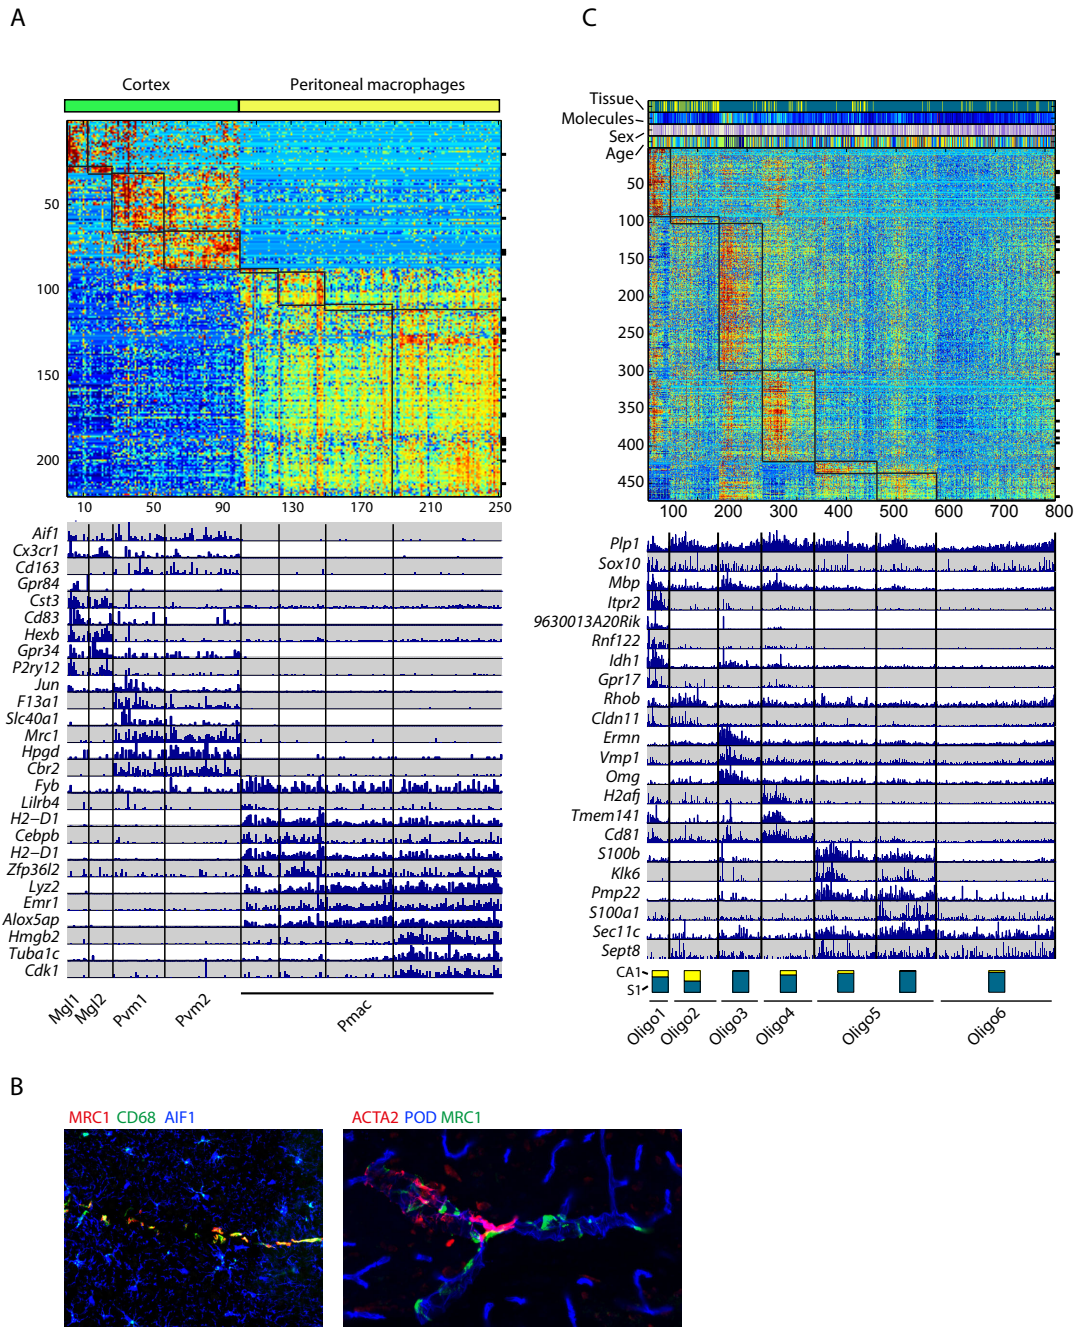 A
Cortex
Peritoneal macrophages
50
100
150
200
10
50
90
130
170
210
250
Aif1
Cx3cr1
Cd163
Gpr84
Cst3
Cd83
Hexb
Gpr34
P2ry12
Jun
F13a1
Slc40a1
Mrc1
Hpgd
Cbr2
Fyb
Lilrb4
H2−D1
Cebpb
H2−D1
Zfp36l2
Lyz2
Emr1
Alox5ap
Hmgb2
Tuba1c
Cdk1
Mgl1
Mgl2
Pvm1
Pvm2
Pmac
C
Tissue
Molecules
Sex
Age
50
100
150
200
250
300
350
400
450
100
200
300
400
500
600
700
800
Plp1
Sox10
Mbp
Itpr2
9630013A20Rik
Rnf122
Idh1
Gpr17
Rhob
Cldn11
Ermn
Vmp1
Omg
H2afj
Tmem141
Cd81
S100b
Klk6
Pmp22
S100a1
Sec11c
Sept8
CA1
S1
Oligo1
Oligo2
Oligo3
Oligo4
Oligo5
Oligo6
B
MRC1 CD68 AIF1
ACTA2 POD MRC1